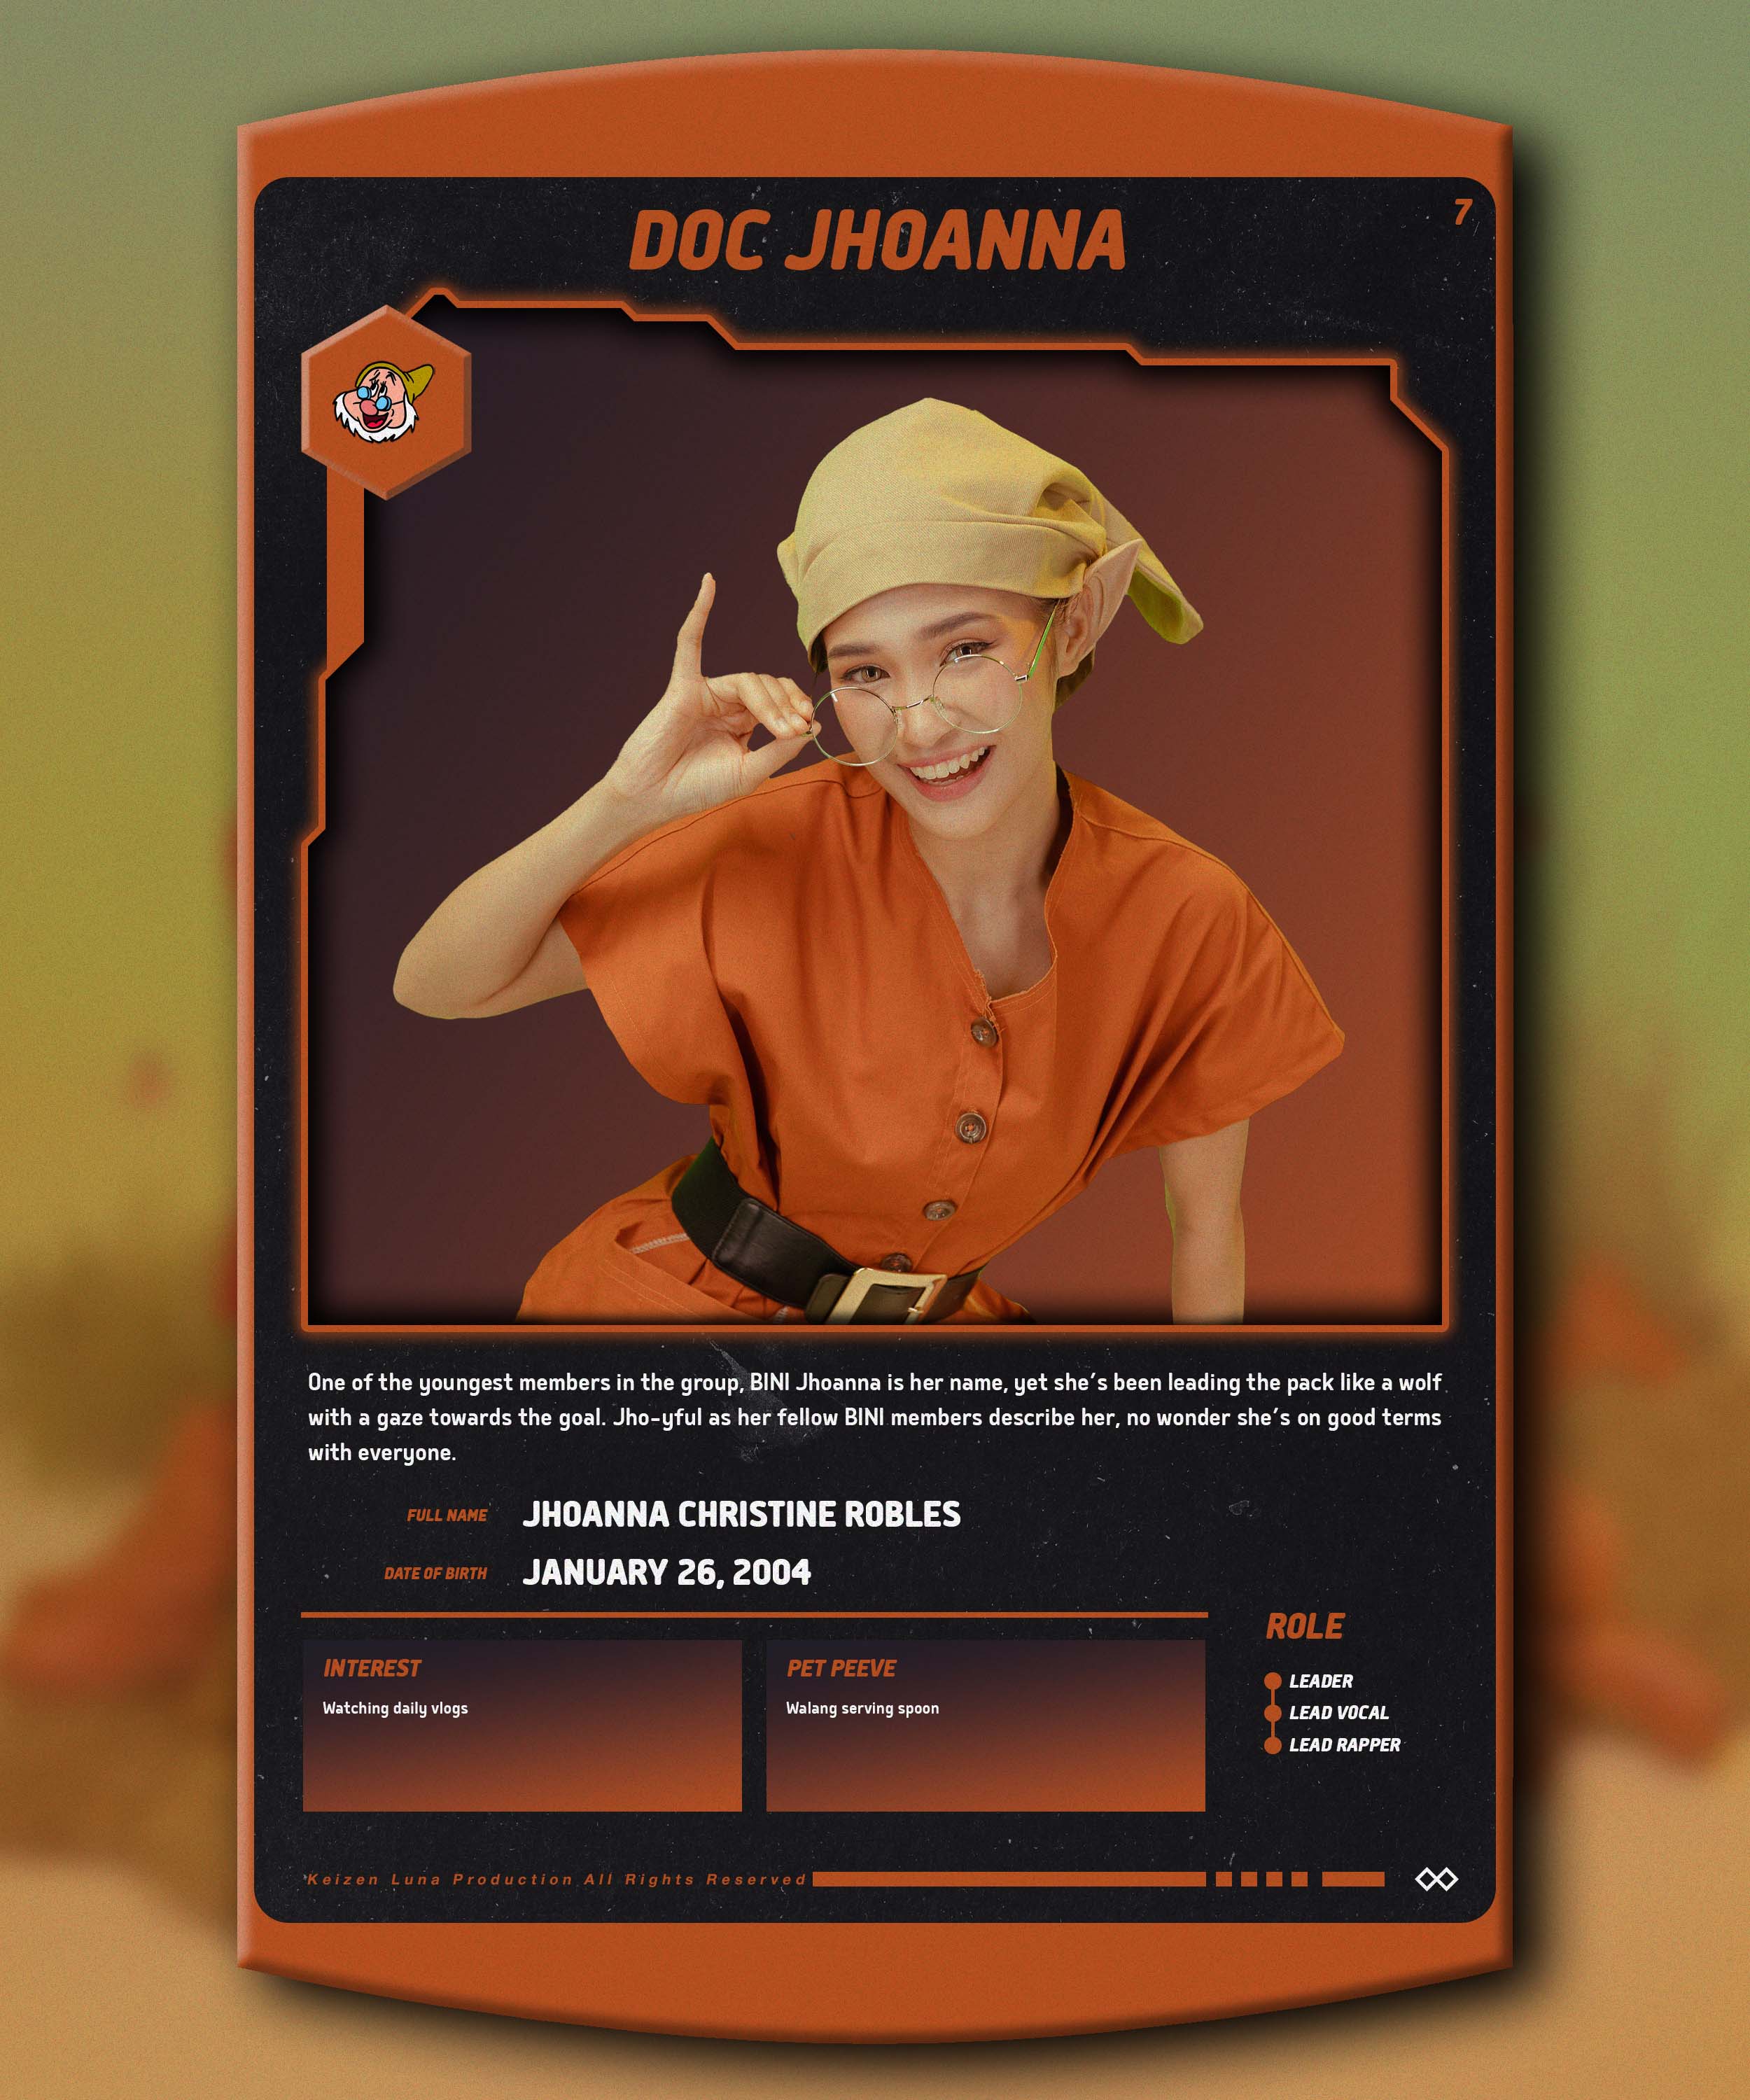 DOC JHOANNA
7
One of the youngest members in the group, BINI Jhoanna is her name, yet she's been leading the pack like a wolf
with a gaze towards the goal. Jho-yful as her fellow BINI members describe her, no wonder she's on good terms
with everyone.
FULL NAME JHOANNA CHRISTINE ROBLES
DATE OF BIRTH JANUARY 26, 2004
INTEREST
Watching daily vlogs
PET PEEVE
Walang serving spoon
ROLE
LEADER
LEAD VOCAL
LEAD RAPPER
Keizen Luna Production All Rights Reserved